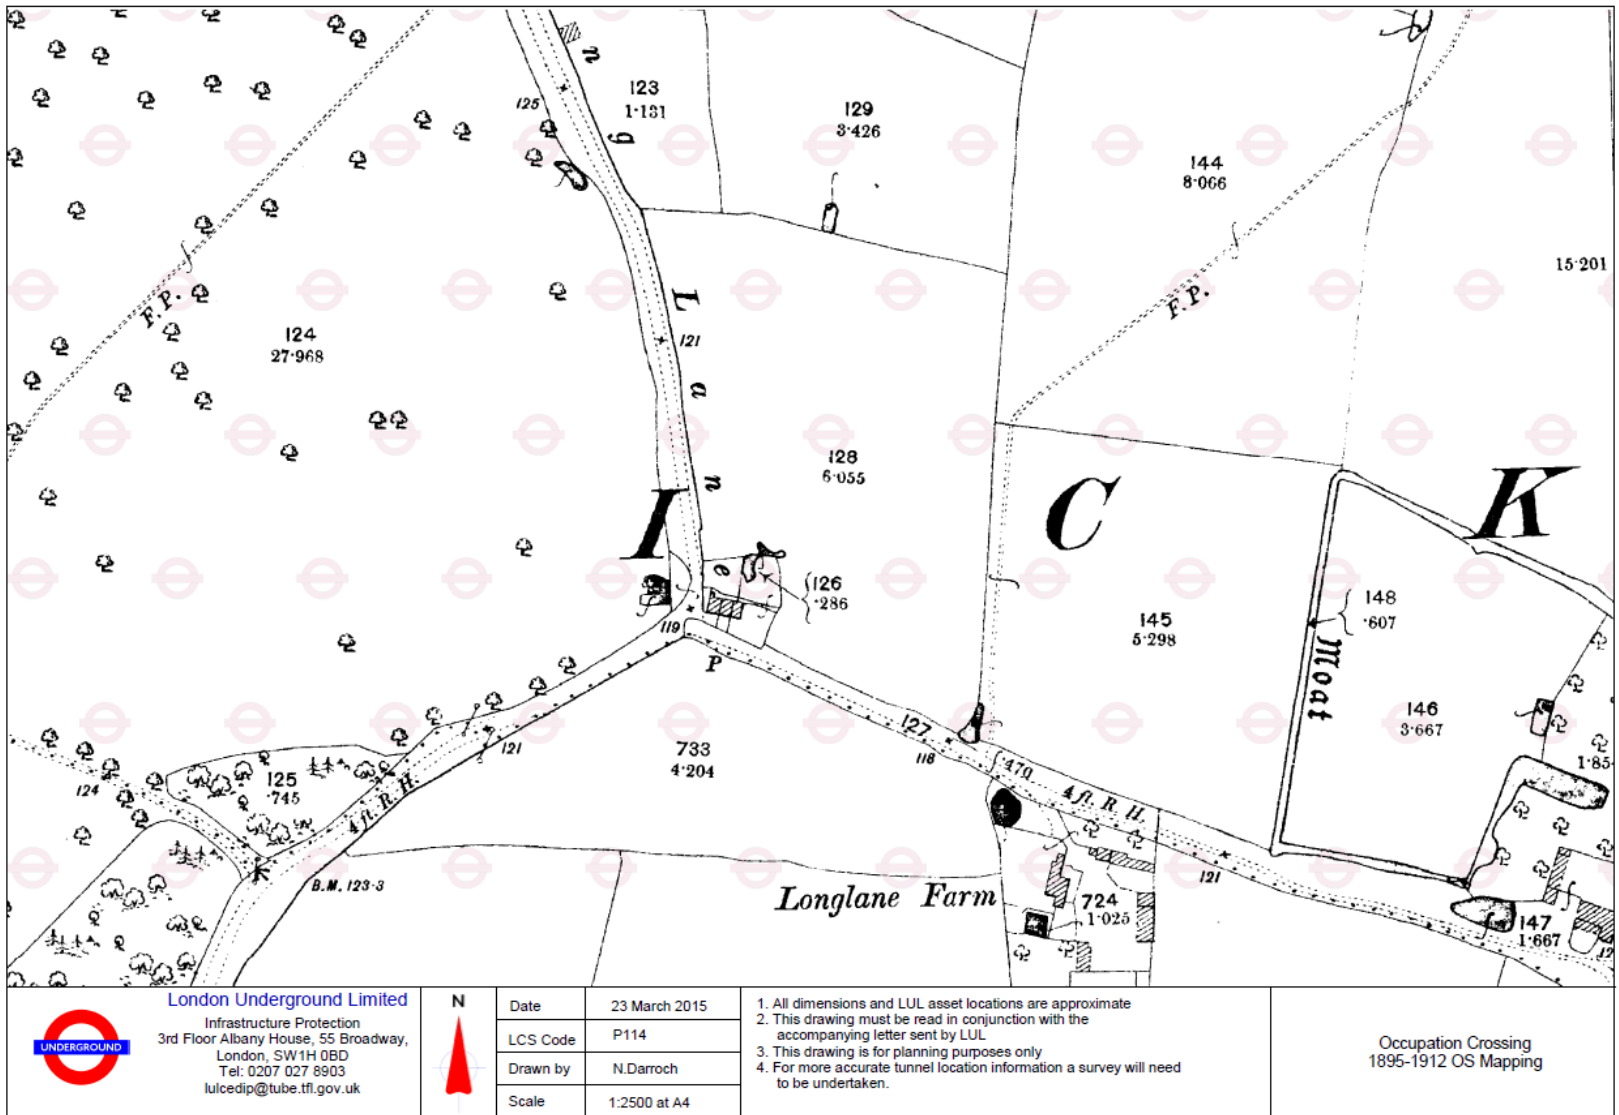 n
g
123
1·131
125
129
3·426
144
8·066
15·201
F. P.
F. P.
124
27·968
L
121
a
n
128
6·055
I
C
K
e
126
·286
119
P
145
5·298
148
·607
Moat
146
3·667
127
118
·470
4 ft. R. H.
121
733
4·204
125
·745
124
4 ft. R. H.
B.M. 123·3
121
Longlane Farm
724
1·025
147
1·667
1·85
12
London Underground Limited
Infrastructure Protection
3rd Floor Albany House, 55 Broadway,
London, SW1H 0BD
Tel: 0207 027 8903
lulcedip@tube.tfl.gov.uk
UNDERGROUND
N
Date 23 March 2015
LCS Code P114
Drawn by N.Darroch
Scale 1:2500 at A4
1. All dimensions and LUL asset locations are approximate
2. This drawing must be read in conjunction with the
accompanying letter sent by LUL
3. This drawing is for planning purposes only
4. For more accurate tunnel location information a survey will need
to be undertaken.
Occupation Crossing
1895-1912 OS Mapping